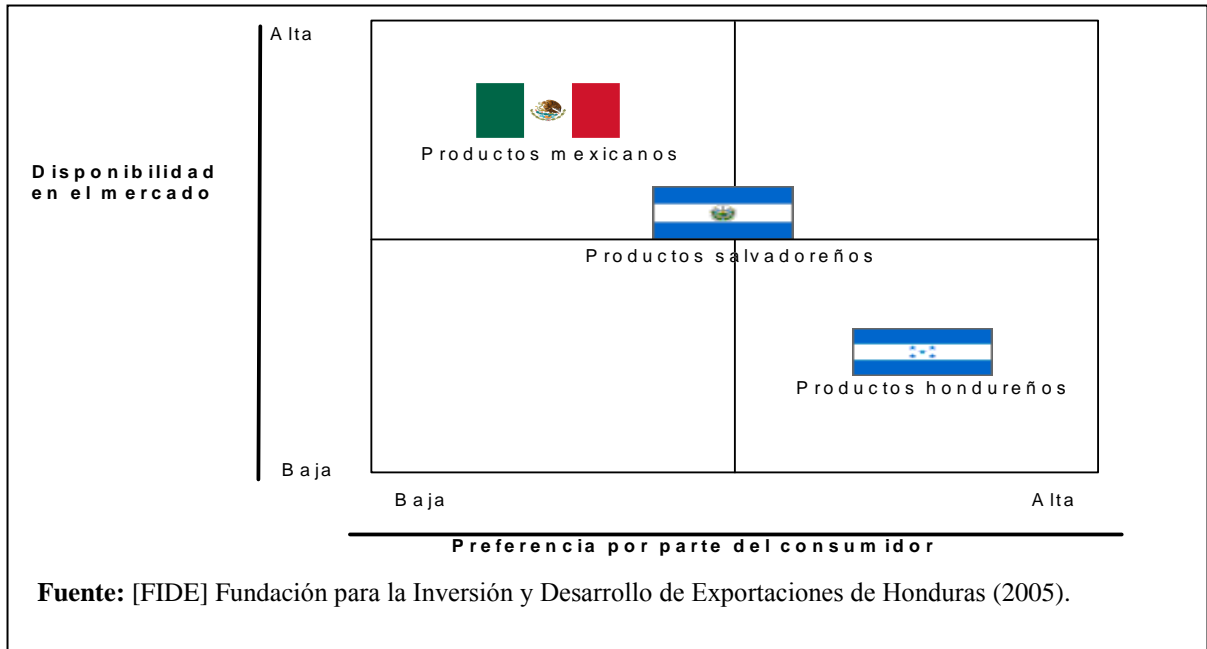 Alta
Productos mexicanos
Disponibilidad
en el mercado
Productos salvadoreños
Productos hondureños
Baja
Baja
Alta
Preferencia por parte del consumidor
Fuente: [FIDE] Fundación para la Inversión y Desarrollo de Exportaciones de Honduras (2005).